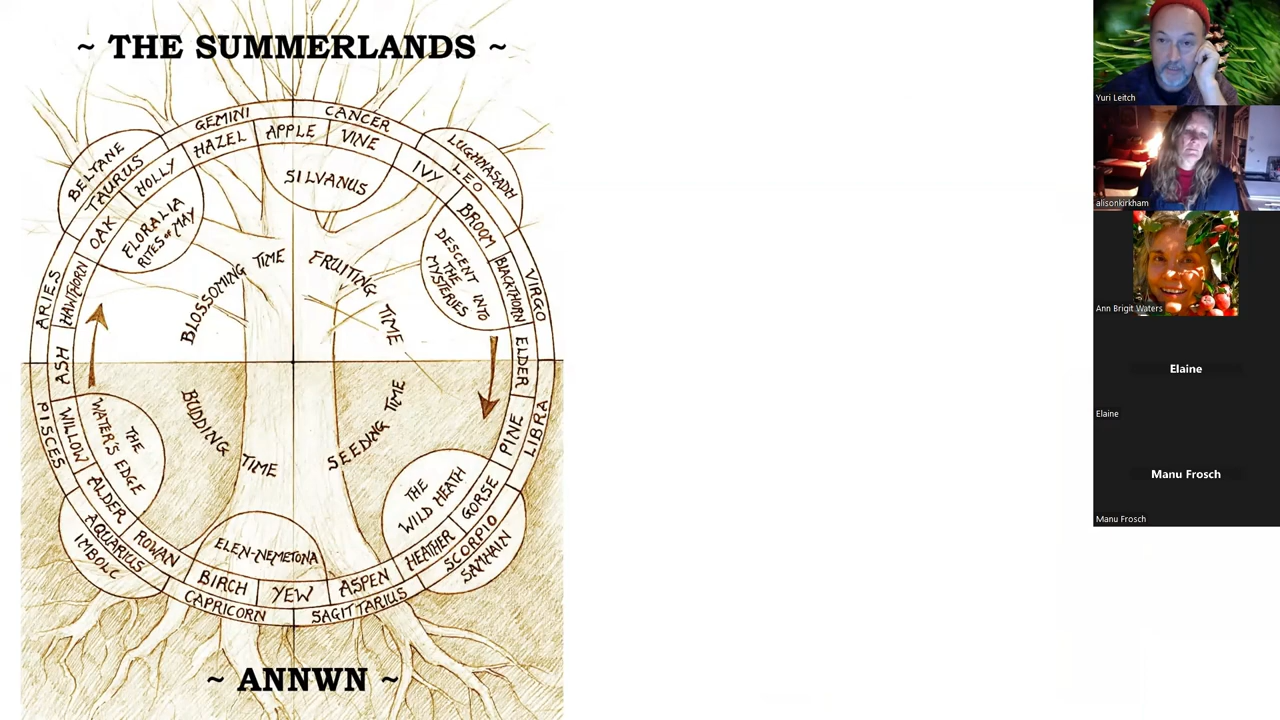 ~ THE SUMMERLANDS ~
GEMINI
CANCER
HAZEL
APPLE
VINE
BELTANE
TAURUS
HOLLY
IVY
LUGHNASADH
LEO
SILVANUS
OAK
FLORALIA
RITES OF MAY
BROOM
DESCENT INTO
THE
MYSTERIES
BLACKTHORN
VIRGO
ARIES
HAWTHORN
BLOSSOMING TIME
FRUITING TIME
ASH
ELDER
BUDDING TIME
SEEDING TIME
PISCES
WILLOW
THE
WATER'S EDGE
PINE
LIBRA
ALDER
AQUARIUS
IMBOLC
THE
WILD HEATH
GORSE
SCORPIO
SAMHAIN
ROWAN
ELEN-NEMETONA
HEATHER
BIRCH
YEW
ASPEN
CAPRICORN
SAGITTARIUS
~ ANNWN ~
Yuri Leitch
alisonkirkham
Ann Brigit Waters
Elaine
Elaine
Manu Frosch
Manu Frosch